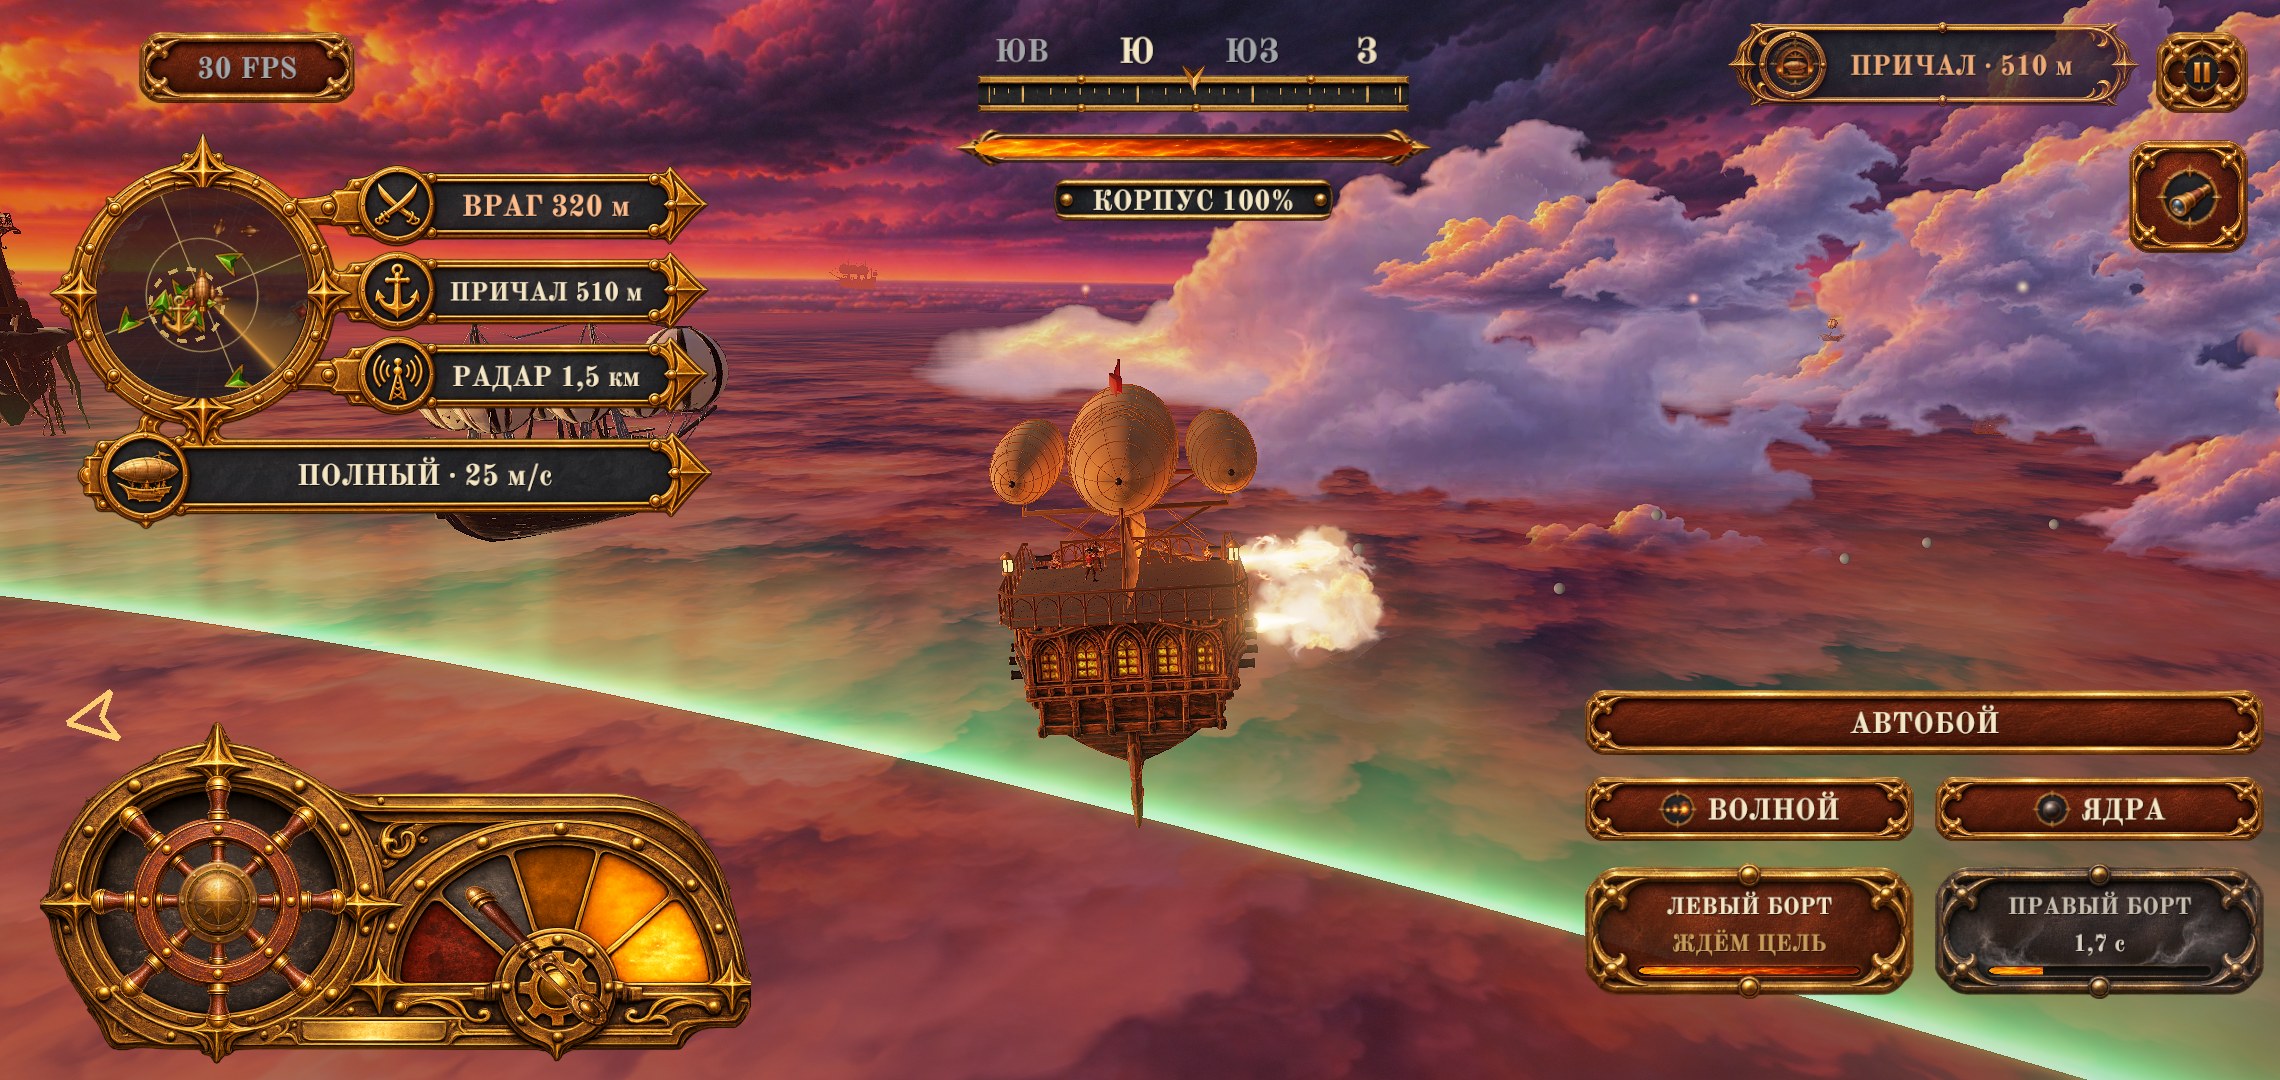 30 FPS
ЮВ Ю ЮЗ З
ПРИЧАЛ · 510 м
КОРПУС 100%
ВРАГ 320 м
ПРИЧАЛ 510 м
РАДАР 1,5 км
ПОЛНЫЙ · 25 м/с
АВТОБОЙ
ВОЛНОЙ
ЯДРА
ЛЕВЫЙ БОРТ
ЖДЁМ ЦЕЛЬ
ПРАВЫЙ БОРТ
1,7 с